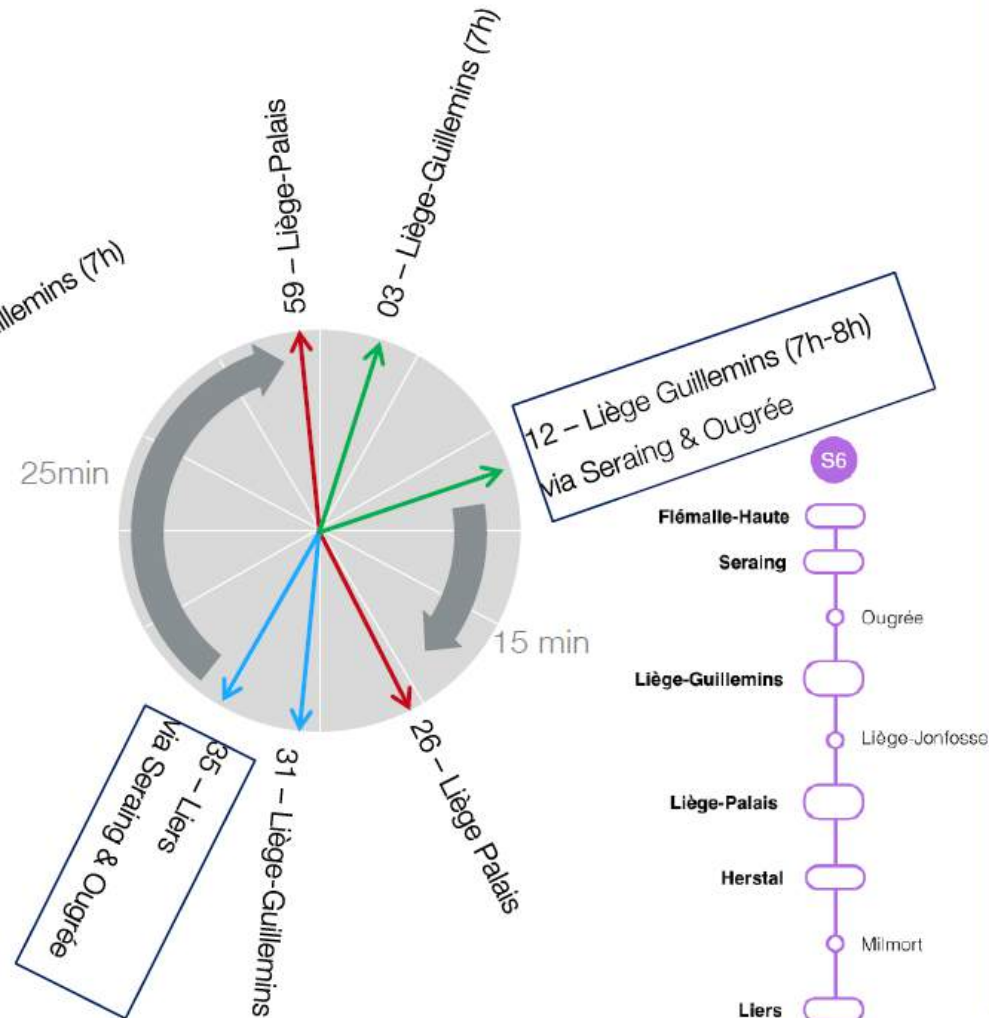 59 – Liège-Palais
03 – Liège-Guillemins (7h)
(7h)
12 – Liège Guillemins (7h-8h)
via Seraing & Ougrée
25min
15 min
26 – Liège Palais
31 – Liège-Guillemins
35 – Liers
via Seraing & Ougrée
S6
Flémalle-Haute
Seraing
Ougrée
Liège-Guillemins
Liège-Jonfosse
Liège-Palais
Herstal
Milmort
Liers